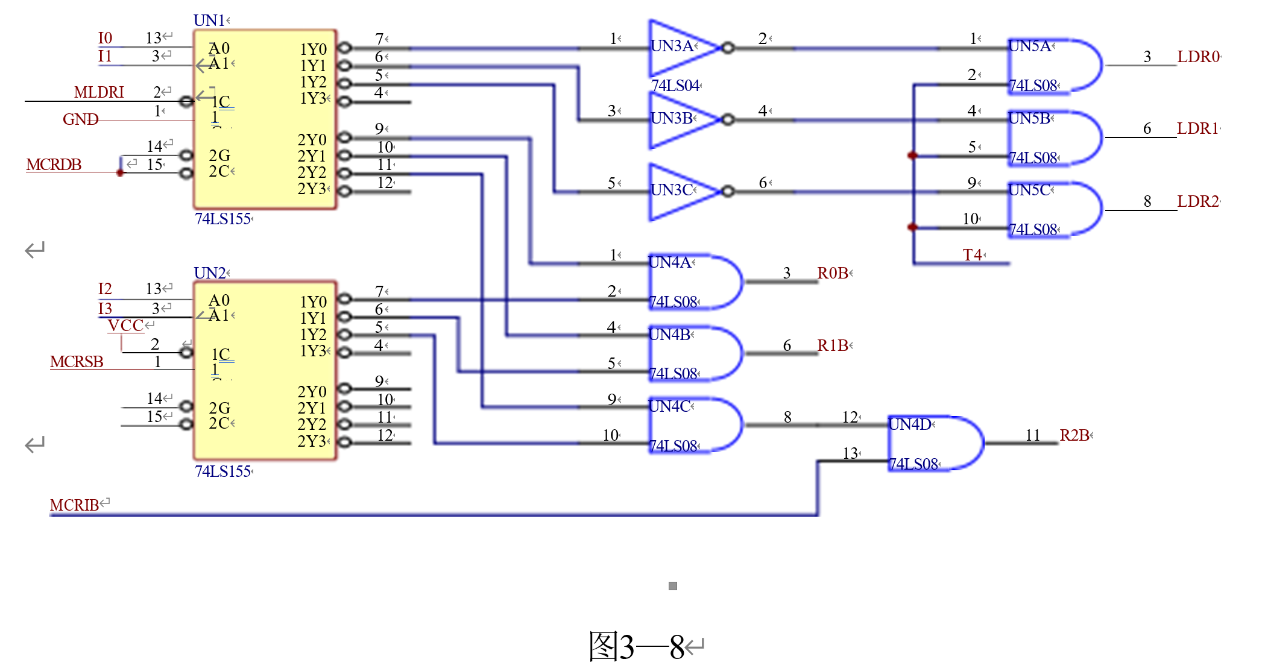 UN1
I0 13 A0 1Y0 7 1 UN3A 2 1 UN5A 3 LDR0
I1 3 A1 1Y1 6
1Y2 5 74LS04 2 74LS08
MLDRI 2 1C 1Y3 4
GND 1 1 3 UN3B 4 4 UN5B 6 LDR1
2Y0 9
14 2G 2Y1 10 5 74LS08
MCRDB 15 2C 2Y2 11
2Y3 12 5 UN3C 6 9 UN5C 8 LDR2
74LS155 10 74LS08
T4
UN2 1 UN4A 3 R0B
I2 13 A0 1Y0 7 2 74LS08
I3 3 A1 1Y1 6
VCC 1Y2 5 4 UN4B 6 R1B
2 1C 1Y3 4
MCRSB 1 1 5 74LS08
2Y0 9
14 2G 2Y1 10 9 UN4C 8 12 UN4D 11 R2B
15 2C 2Y2 11
2Y3 12 10 74LS08 13 74LS08
74LS155
MCRIB
图3—8